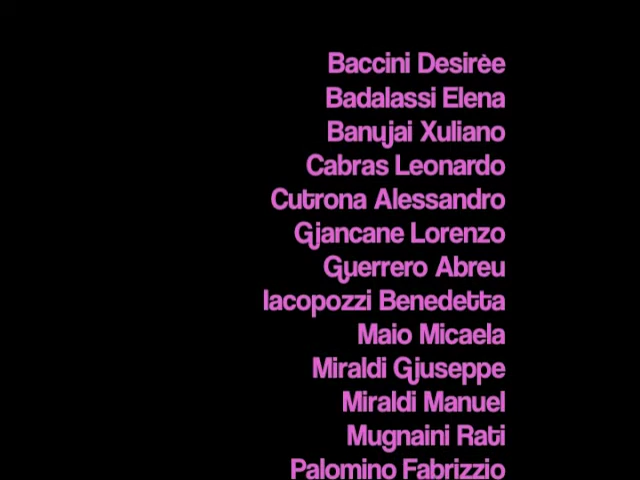 Baccini Desirèe
Badalassi Elena
Banujai Xuliano
Cabras Leonardo
Cutrona Alessandro
Gjancane Lorenzo
Guerrero Abreu
Iacopozzi Benedetta
Maio Micaela
Miraldi Gjuseppe
Miraldi Manuel
Mugnaini Rati
Palomino Fabrizzio